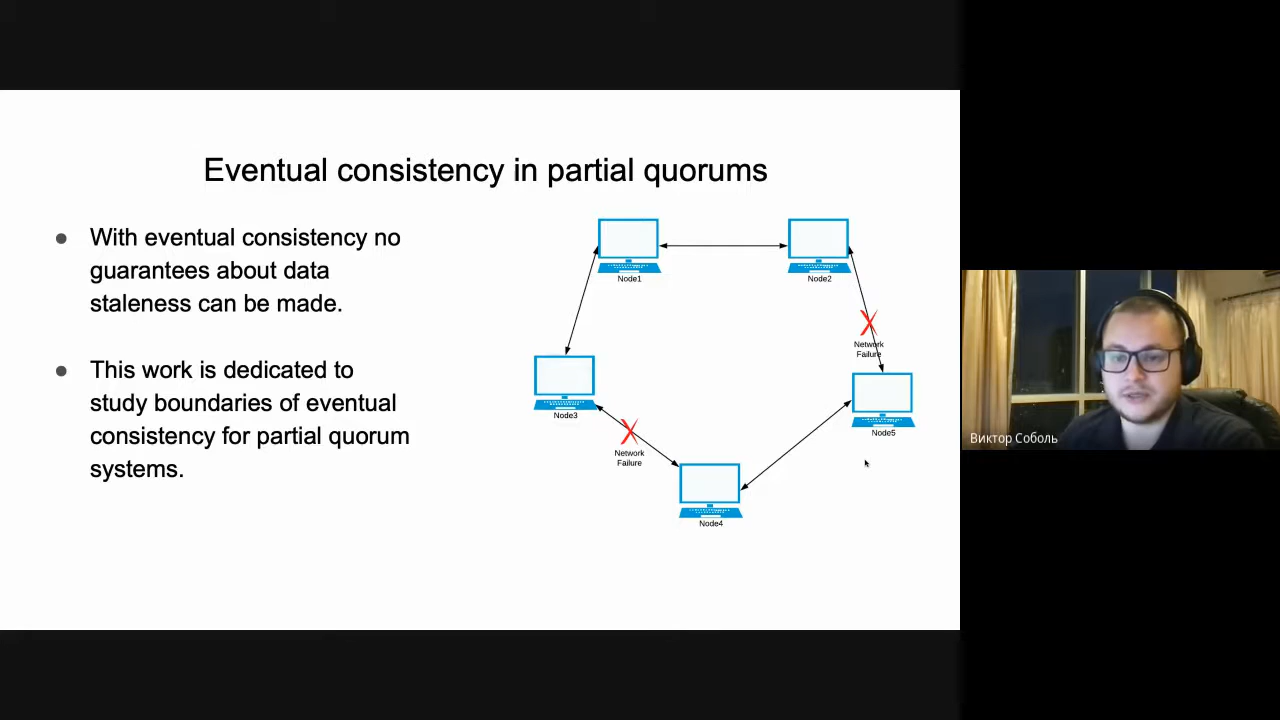 Eventual consistency in partial quorums
With eventual consistency no
guarantees about data
staleness can be made.
This work is dedicated to
study boundaries of eventual
consistency for partial quorum
systems.
Node1
Node2
Network
Failure
Node3
Node5
Network
Failure
Node4
Виктор Соболь